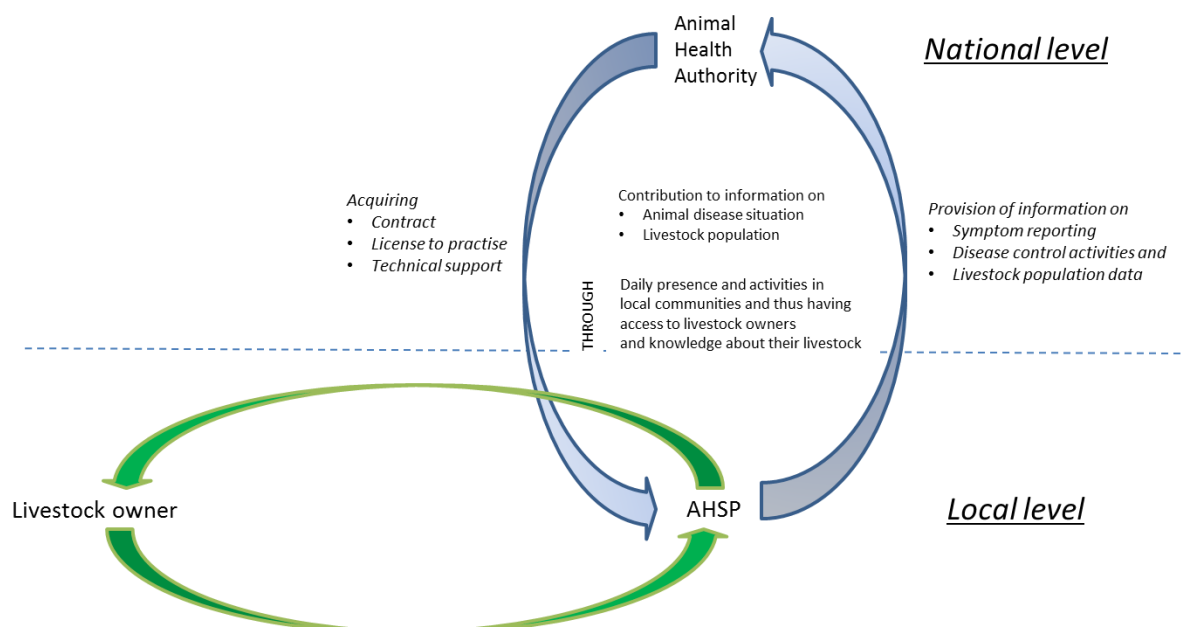 Animal
Health
Authority
National level
Acquiring
• Contract
• License to practise
• Technical support
Contribution to information on
• Animal disease situation
• Livestock population
Provision of information on
• Symptom reporting
• Disease control activities and
• Livestock population data
THROUGH
Daily presence and activities in
local communities and thus having
access to livestock owners
and knowledge about their livestock
Livestock owner
AHSP
Local level